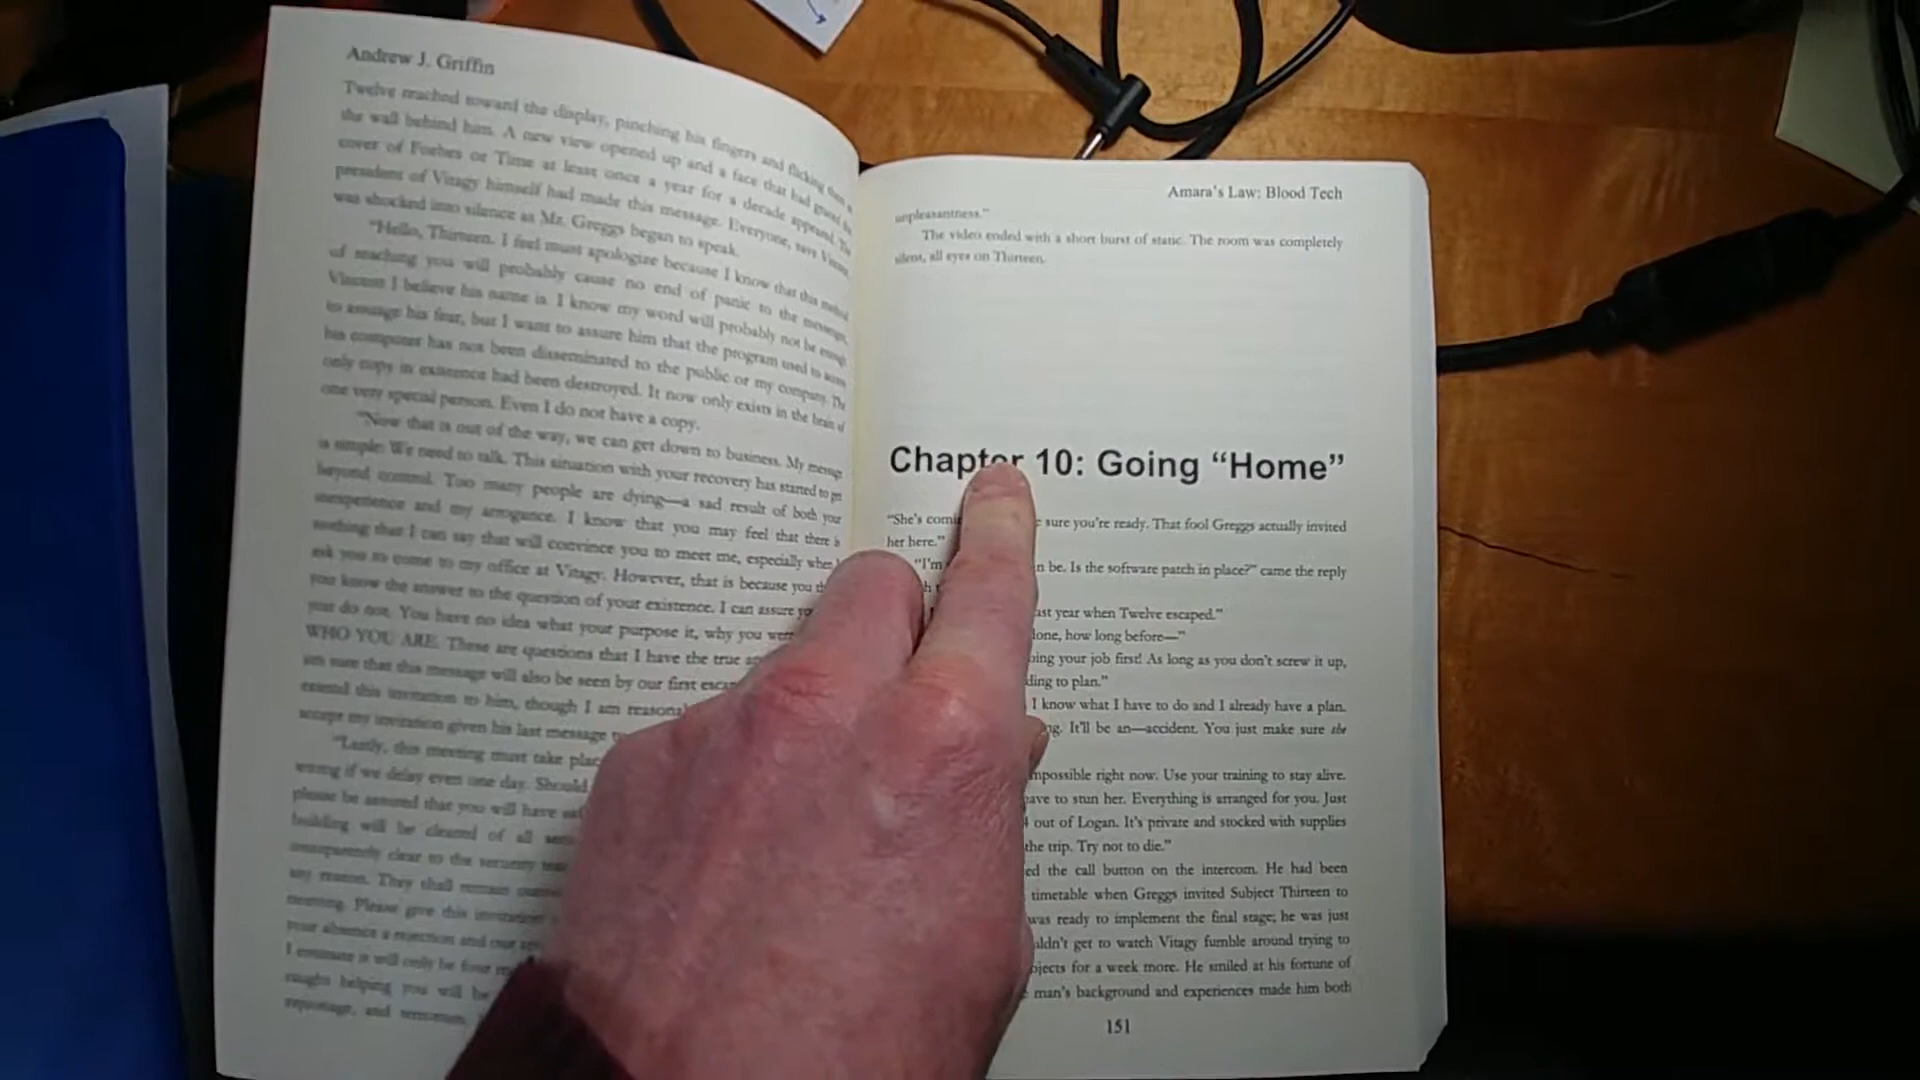 Andrew J. Griffin
Twelve reached toward the display, pinching his fingers and flicking them
the wall behind him. A new view opened up and a face that had graced the
cover of Forbes or Time at least once a year for a decade appeared. The
president of Vitagy himself had made this message. Everyone, save
was shocked into silence as Mr. Greggs began to speak.
"Hello, Thirteen. I feel must apologize because I know that this method
of reaching you will probably cause no end of panic to the messenger,
Vincent I believe his name is. I know my word will probably not be enough
to assuage his fear, but I want to assure him that the program used to
his computer has not been disseminated to the public or my company. The
only copy in existence had been destroyed. It now only exists in the brain of
one very special person. Even I do not have a copy.
"Now that is out of the way, we can get down to business. My message
is simple: We need to talk. This situation with your recovery has started to get
beyond control. Too many people are dying—a sad result of both your
inexperience and my arrogance. I know that you may feel that there is
nothing that I can say that will convince you to meet me, especially when I
ask you to come to my office at Vitagy. However, that is because you
you know the answer to the question of your existence. I can assure
you do not. You have no idea what your purpose it, why you were
WHO YOU ARE. These are questions that I have the true
am sure that this message will also be seen by our first
extend this invitation to him, though I am
accept my invitation given his last message
"Lastly, this meeting must take
wrong if we delay even one day. Should
please be assured that you will have
building will be cleared of all
transparently clear to the security
any reason. They shall remain
meeting. Please give this invitation
your absence a rejection and our
I estimate it will only be four
caught helping you will be
espionage, and terrorism.
Amara's Law: Blood Tech
unpleasantness."
The video ended with a short burst of static. The room was completely
silent, all eyes on Thirteen.
Chapter 10: Going "Home"
"She's sure you're ready. That fool Greggs actually invited
her here."
"I'm be. Is the software patch in place?" came the reply
year when Twelve escaped."
how long before—"
your job first! As long as you don't screw it up,
to plan."
I know what I have to do and I already have a plan.
It'll be an—accident. You just make sure the
right now. Use your training to stay alive.
to stun her. Everything is arranged for you. Just
out of Logan. It's private and stocked with supplies
the trip. Try not to die."
the call button on the intercom. He had been
timetable when Greggs invited Subject Thirteen to
was ready to implement the final stage; he was just
get to watch Vitagy fumble around trying to
for a week more. He smiled at his fortune of
man's background and experiences made him both
151